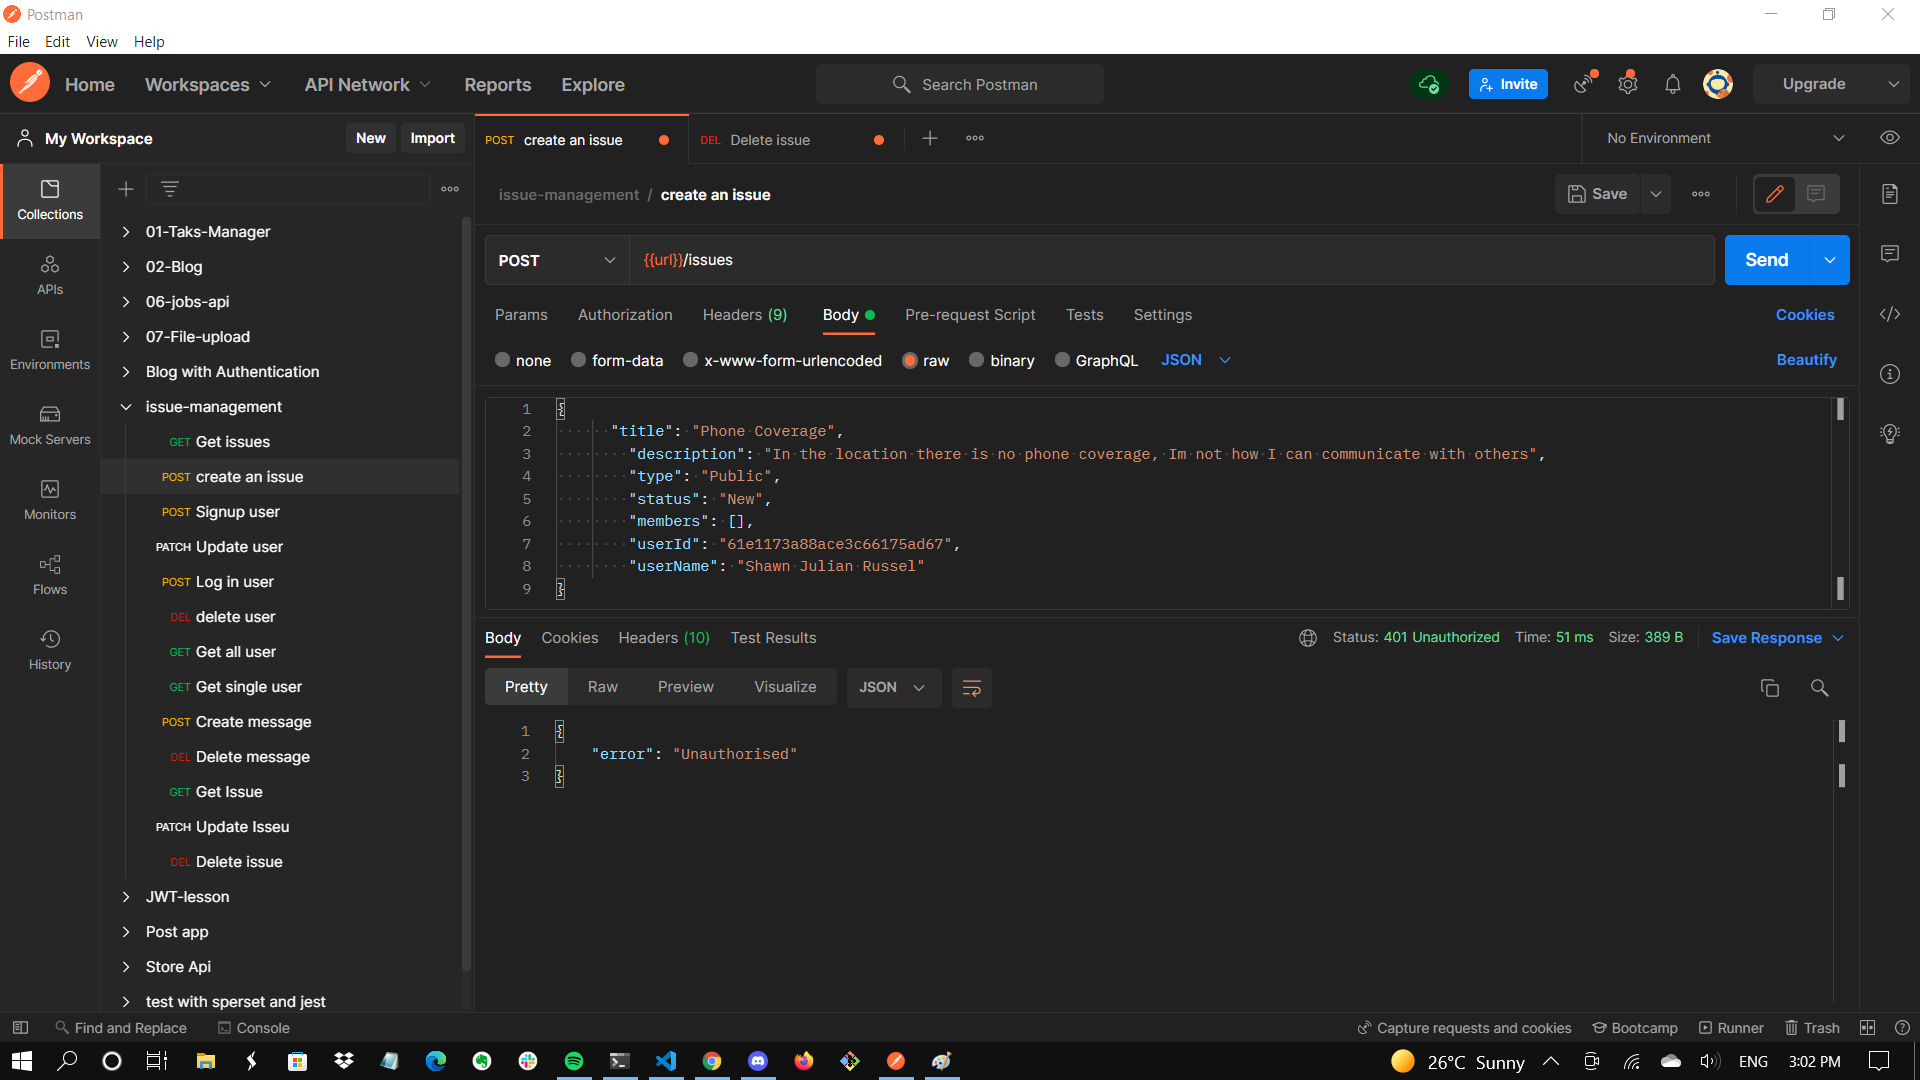 Postman
File Edit View Help
Home Workspaces API Network Reports Explore Search Postman Invite Upgrade
My Workspace New Import
POST create an issue DEL Delete issue No Environment
Collections
APIs
Environments
Mock Servers
Monitors
Flows
History
01-Taks-Manager
02-Blog
06-jobs-api
07-File-upload
Blog with Authentication
issue-management
GET Get issues
POST create an issue
POST Signup user
PATCH Update user
POST Log in user
DEL delete user
GET Get all user
GET Get single user
POST Create message
DEL Delete message
GET Get Issue
PATCH Update Isseu
DEL Delete issue
JWT-lesson
Post app
Store Api
test with sperset and jest
issue-management / create an issue Save
POST {{url}}/issues Send
Params Authorization Headers (9) Body Pre-request Script Tests Settings Cookies
none form-data x-www-form-urlencoded raw binary GraphQL JSON Beautify
1 {
2 "title": "Phone Coverage",
3 "description": "In the location there is no phone coverage, Im not how I can communicate with others",
4 "type": "Public",
5 "status": "New",
6 "members": [],
7 "userId": "61e1173a88ace3c66175ad67",
8 "userName": "Shawn Julian Russel"
9 }
Body Cookies Headers (10) Test Results Status: 401 Unauthorized Time: 51 ms Size: 389 B Save Response
Pretty Raw Preview Visualize JSON
1 {
2 "error": "Unauthorised"
3 }
Find and Replace Console Capture requests and cookies Bootcamp Runner Trash
26°C Sunny ENG 3:02 PM